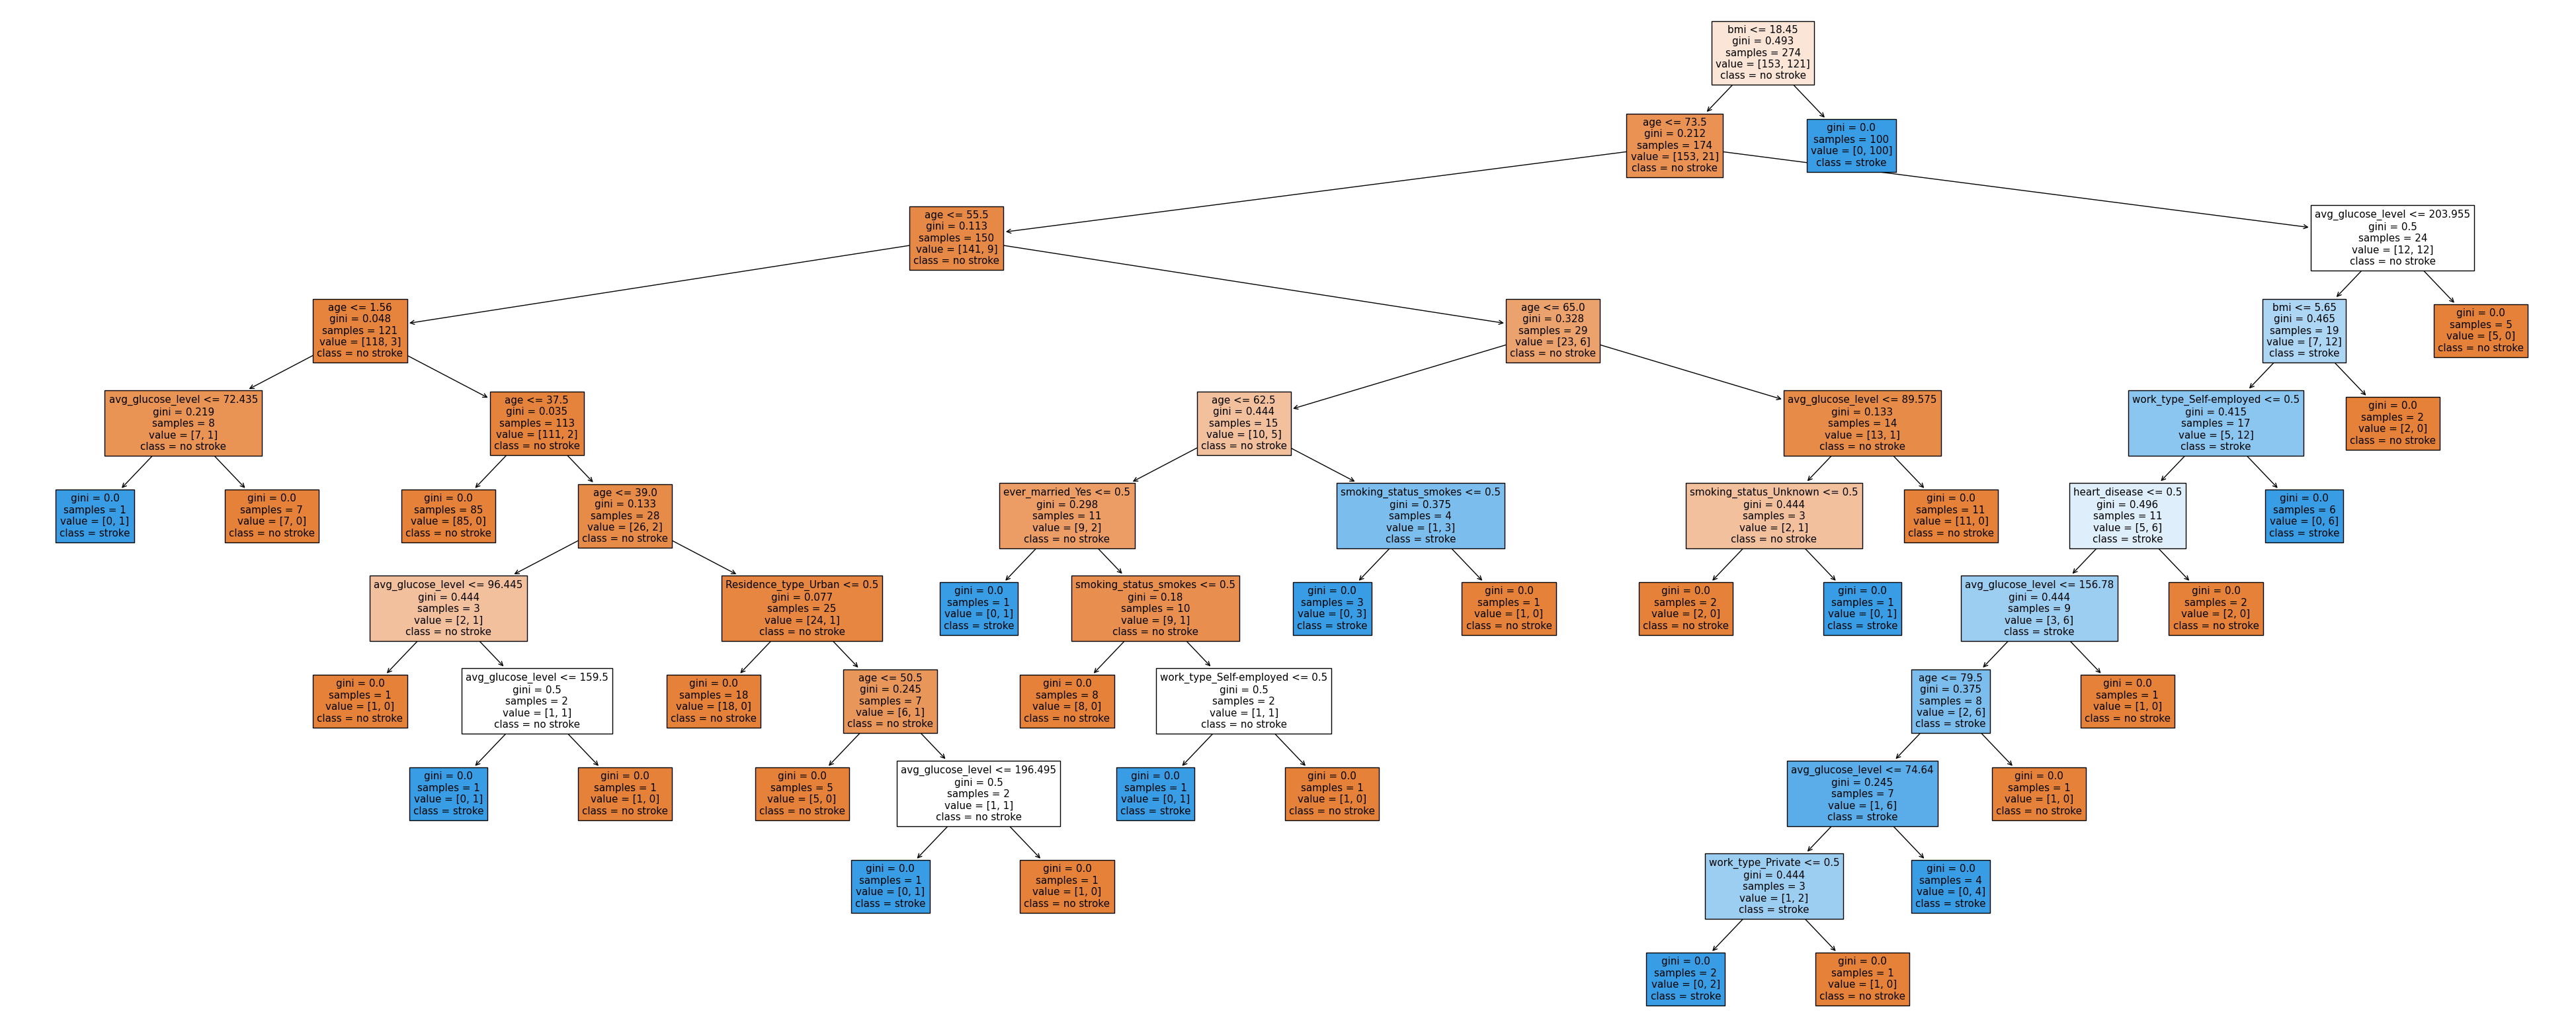 bmi <= 18.45
gini = 0.493
samples = 274
value = [153, 121]
class = no stroke
age <= 73.5
gini = 0.212
samples = 174
value = [153, 21]
class = no stroke
gini = 0.0
samples = 100
value = [0, 100]
class = stroke
age <= 55.5
gini = 0.113
samples = 150
value = [141, 9]
class = no stroke
avg_glucose_level <= 203.955
gini = 0.5
samples = 24
value = [12, 12]
class = no stroke
age <= 1.56
gini = 0.048
samples = 121
value = [118, 3]
class = no stroke
age <= 65.0
gini = 0.328
samples = 29
value = [23, 6]
class = no stroke
bmi <= 5.65
gini = 0.465
samples = 19
value = [7, 12]
class = stroke
gini = 0.0
samples = 5
value = [5, 0]
class = no stroke
avg_glucose_level <= 72.435
gini = 0.219
samples = 8
value = [7, 1]
class = no stroke
age <= 37.5
gini = 0.035
samples = 113
value = [111, 2]
class = no stroke
age <= 62.5
gini = 0.444
samples = 15
value = [10, 5]
class = no stroke
avg_glucose_level <= 89.575
gini = 0.133
samples = 14
value = [13, 1]
class = no stroke
work_type_Self-employed <= 0.5
gini = 0.415
samples = 17
value = [5, 12]
class = stroke
gini = 0.0
samples = 2
value = [2, 0]
class = no stroke
gini = 0.0
samples = 1
value = [0, 1]
class = stroke
gini = 0.0
samples = 7
value = [7, 0]
class = no stroke
gini = 0.0
samples = 85
value = [85, 0]
class = no stroke
age <= 39.0
gini = 0.133
samples = 28
value = [26, 2]
class = no stroke
ever_married_Yes <= 0.5
gini = 0.298
samples = 11
value = [9, 2]
class = no stroke
smoking_status_smokes <= 0.5
gini = 0.375
samples = 4
value = [1, 3]
class = stroke
smoking_status_Unknown <= 0.5
gini = 0.444
samples = 3
value = [2, 1]
class = no stroke
gini = 0.0
samples = 11
value = [11, 0]
class = no stroke
heart_disease <= 0.5
gini = 0.496
samples = 11
value = [5, 6]
class = stroke
gini = 0.0
samples = 6
value = [0, 6]
class = stroke
avg_glucose_level <= 96.445
gini = 0.444
samples = 3
value = [2, 1]
class = no stroke
Residence_type_Urban <= 0.5
gini = 0.077
samples = 25
value = [24, 1]
class = no stroke
gini = 0.0
samples = 1
value = [0, 1]
class = stroke
smoking_status_smokes <= 0.5
gini = 0.18
samples = 10
value = [9, 1]
class = no stroke
gini = 0.0
samples = 3
value = [0, 3]
class = stroke
gini = 0.0
samples = 1
value = [1, 0]
class = no stroke
gini = 0.0
samples = 2
value = [2, 0]
class = no stroke
gini = 0.0
samples = 1
value = [0, 1]
class = stroke
avg_glucose_level <= 156.78
gini = 0.444
samples = 9
value = [3, 6]
class = stroke
gini = 0.0
samples = 2
value = [2, 0]
class = no stroke
gini = 0.0
samples = 1
value = [1, 0]
class = no stroke
avg_glucose_level <= 159.5
gini = 0.5
samples = 2
value = [1, 1]
class = no stroke
gini = 0.0
samples = 18
value = [18, 0]
class = no stroke
age <= 50.5
gini = 0.245
samples = 7
value = [6, 1]
class = no stroke
gini = 0.0
samples = 8
value = [8, 0]
class = no stroke
work_type_Self-employed <= 0.5
gini = 0.5
samples = 2
value = [1, 1]
class = no stroke
age <= 79.5
gini = 0.375
samples = 8
value = [2, 6]
class = stroke
gini = 0.0
samples = 1
value = [1, 0]
class = no stroke
gini = 0.0
samples = 1
value = [0, 1]
class = stroke
gini = 0.0
samples = 1
value = [1, 0]
class = no stroke
gini = 0.0
samples = 5
value = [5, 0]
class = no stroke
avg_glucose_level <= 196.495
gini = 0.5
samples = 2
value = [1, 1]
class = no stroke
gini = 0.0
samples = 1
value = [0, 1]
class = stroke
gini = 0.0
samples = 1
value = [1, 0]
class = no stroke
avg_glucose_level <= 74.64
gini = 0.245
samples = 7
value = [1, 6]
class = stroke
gini = 0.0
samples = 1
value = [1, 0]
class = no stroke
gini = 0.0
samples = 1
value = [0, 1]
class = stroke
gini = 0.0
samples = 1
value = [1, 0]
class = no stroke
work_type_Private <= 0.5
gini = 0.444
samples = 3
value = [1, 2]
class = stroke
gini = 0.0
samples = 4
value = [0, 4]
class = stroke
gini = 0.0
samples = 2
value = [0, 2]
class = stroke
gini = 0.0
samples = 1
value = [1, 0]
class = no stroke